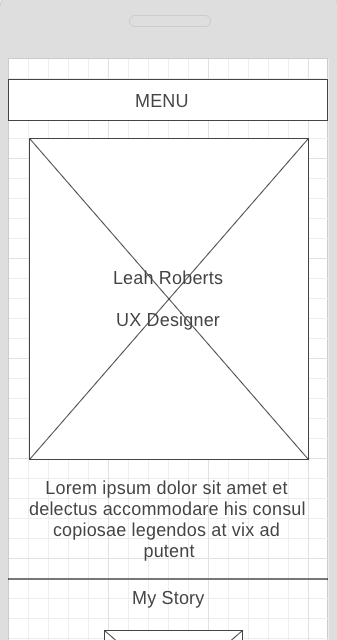 MENU
Leah Roberts
UX Designer
Lorem ipsum dolor sit amet et
delectus accommodare his consul
copiosae legendos at vix ad
putent
My Story